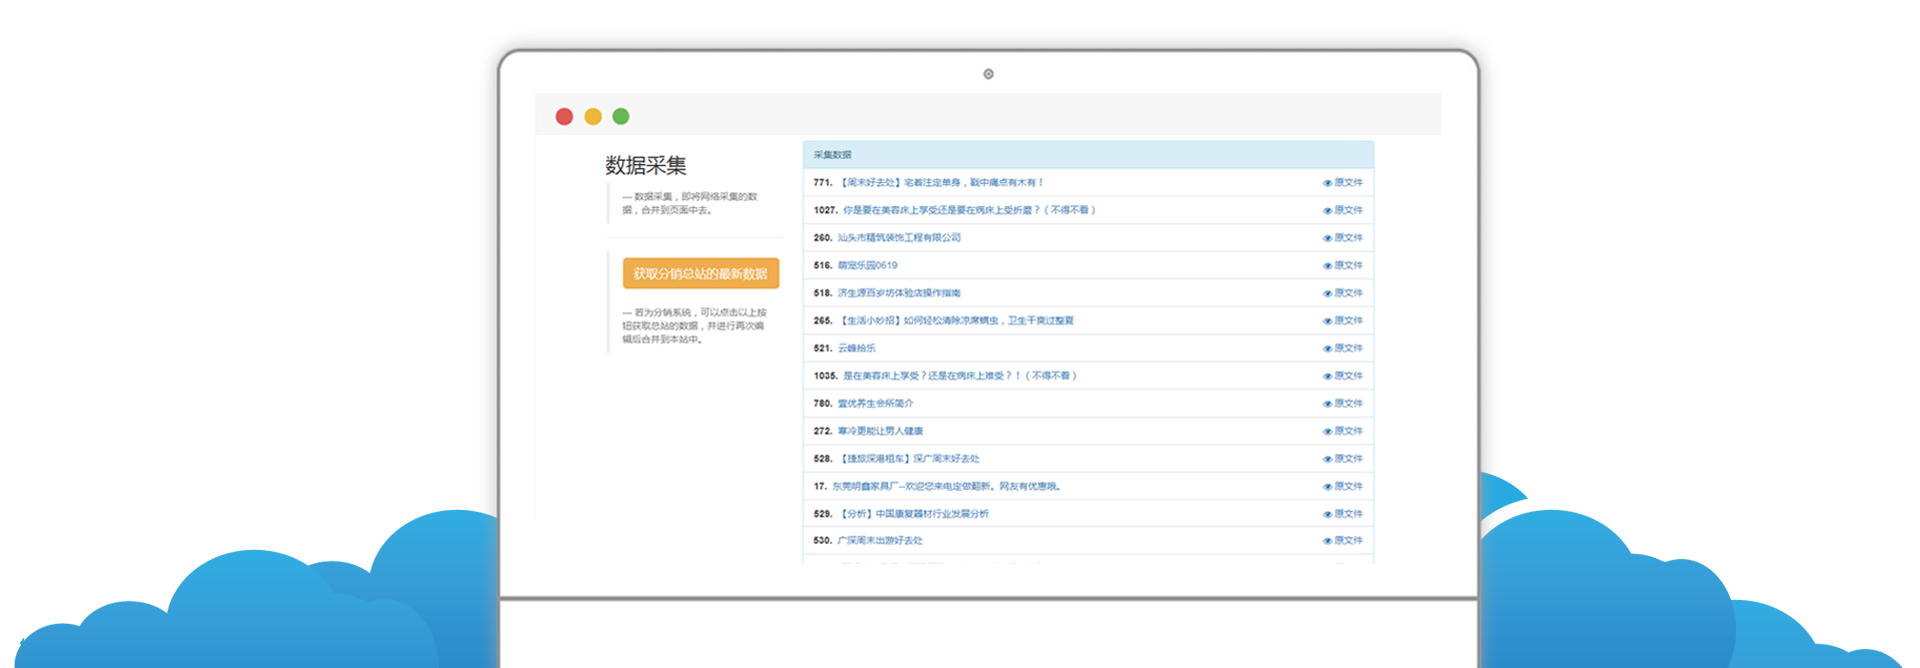 数据采集
— 数据采集，即将网络采集的数
据，合并到页面中去。
获取分销总站的最新数据
— 若为分销系统，可以点击以上按
钮获取总站的数据，并进行再次编
辑后合并到本站中。
采集数据
771. 【周末好去处】宅着注定单身，戳中痛点有木有！ 原文件
1027. 你是要在美容床上享受还是要在病床上受折磨？（不得不看） 原文件
260. 汕头市精筑装饰工程有限公司 原文件
516. 萌宠乐园0619 原文件
518. 济生源百岁坊体验店操作指南 原文件
265. 【生活小妙招】如何轻松清除凉席螨虫，卫生干爽过整夏 原文件
521. 云蜂拾乐 原文件
1035. 是在美容床上享受？还是在病床上难受？！（不得不看） 原文件
780. 壹优养生会所简介 原文件
272. 寒冷更能让男人健康 原文件
528. 【捷旅深港租车】深广周末好去处 原文件
17. 东莞明鑫家具厂--欢迎您来电定做翻新。网友有优惠哦。 原文件
529. 【分析】中国康复器材行业发展分析 原文件
530. 广深周末出游好去处 原文件